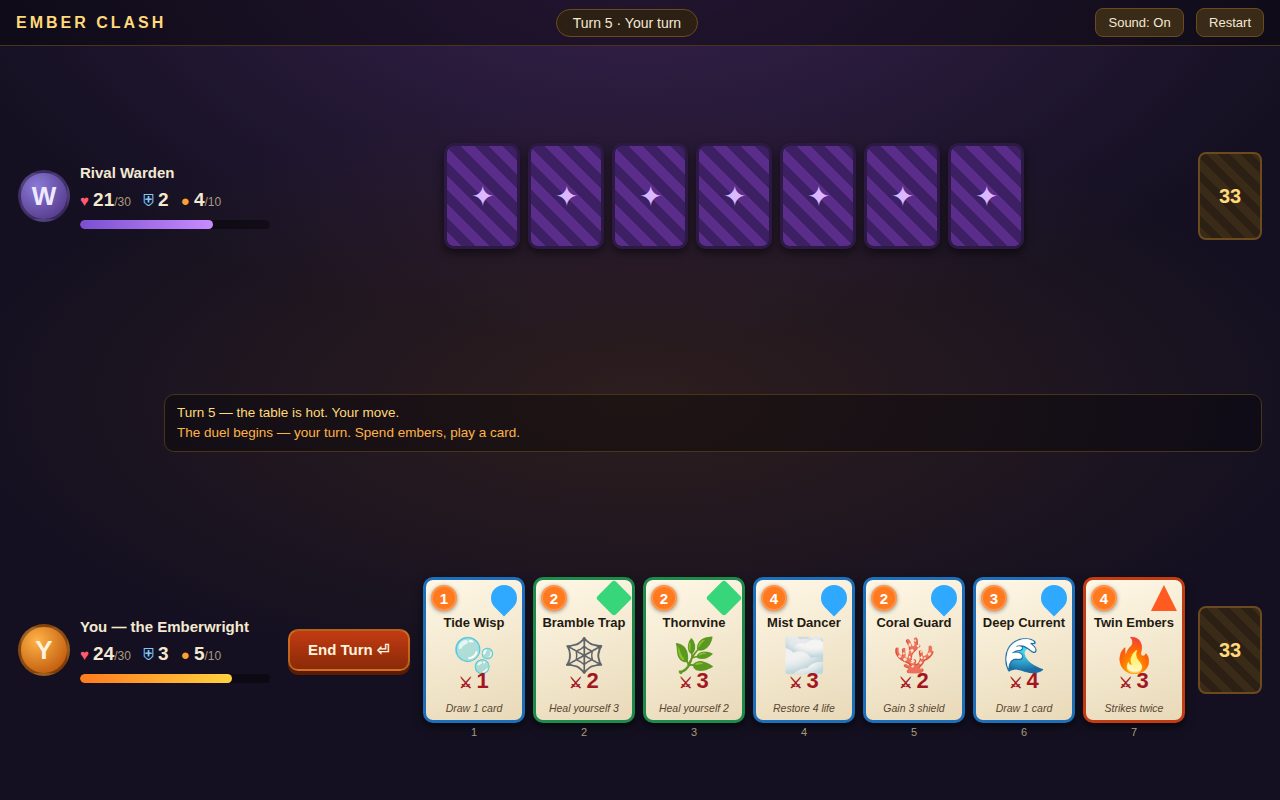 EMBER CLASH
Turn 5 · Your turn
Sound: On
Restart
W
Rival Warden
♥ 21/30 ⛨ 2 ● 4/10
33
Turn 5 — the table is hot. Your move.
The duel begins — your turn. Spend embers, play a card.
Y
You — the Emberwright
♥ 24/30 ⛨ 3 ● 5/10
End Turn ⏎
1
Tide Wisp
⚔ 1
Draw 1 card
1
2
Bramble Trap
⚔ 2
Heal yourself 3
2
2
Thornvine
⚔ 3
Heal yourself 2
3
4
Mist Dancer
⚔ 3
Restore 4 life
4
2
Coral Guard
⚔ 2
Gain 3 shield
5
3
Deep Current
⚔ 4
Draw 1 card
6
4
Twin Embers
⚔ 3
Strikes twice
7
33